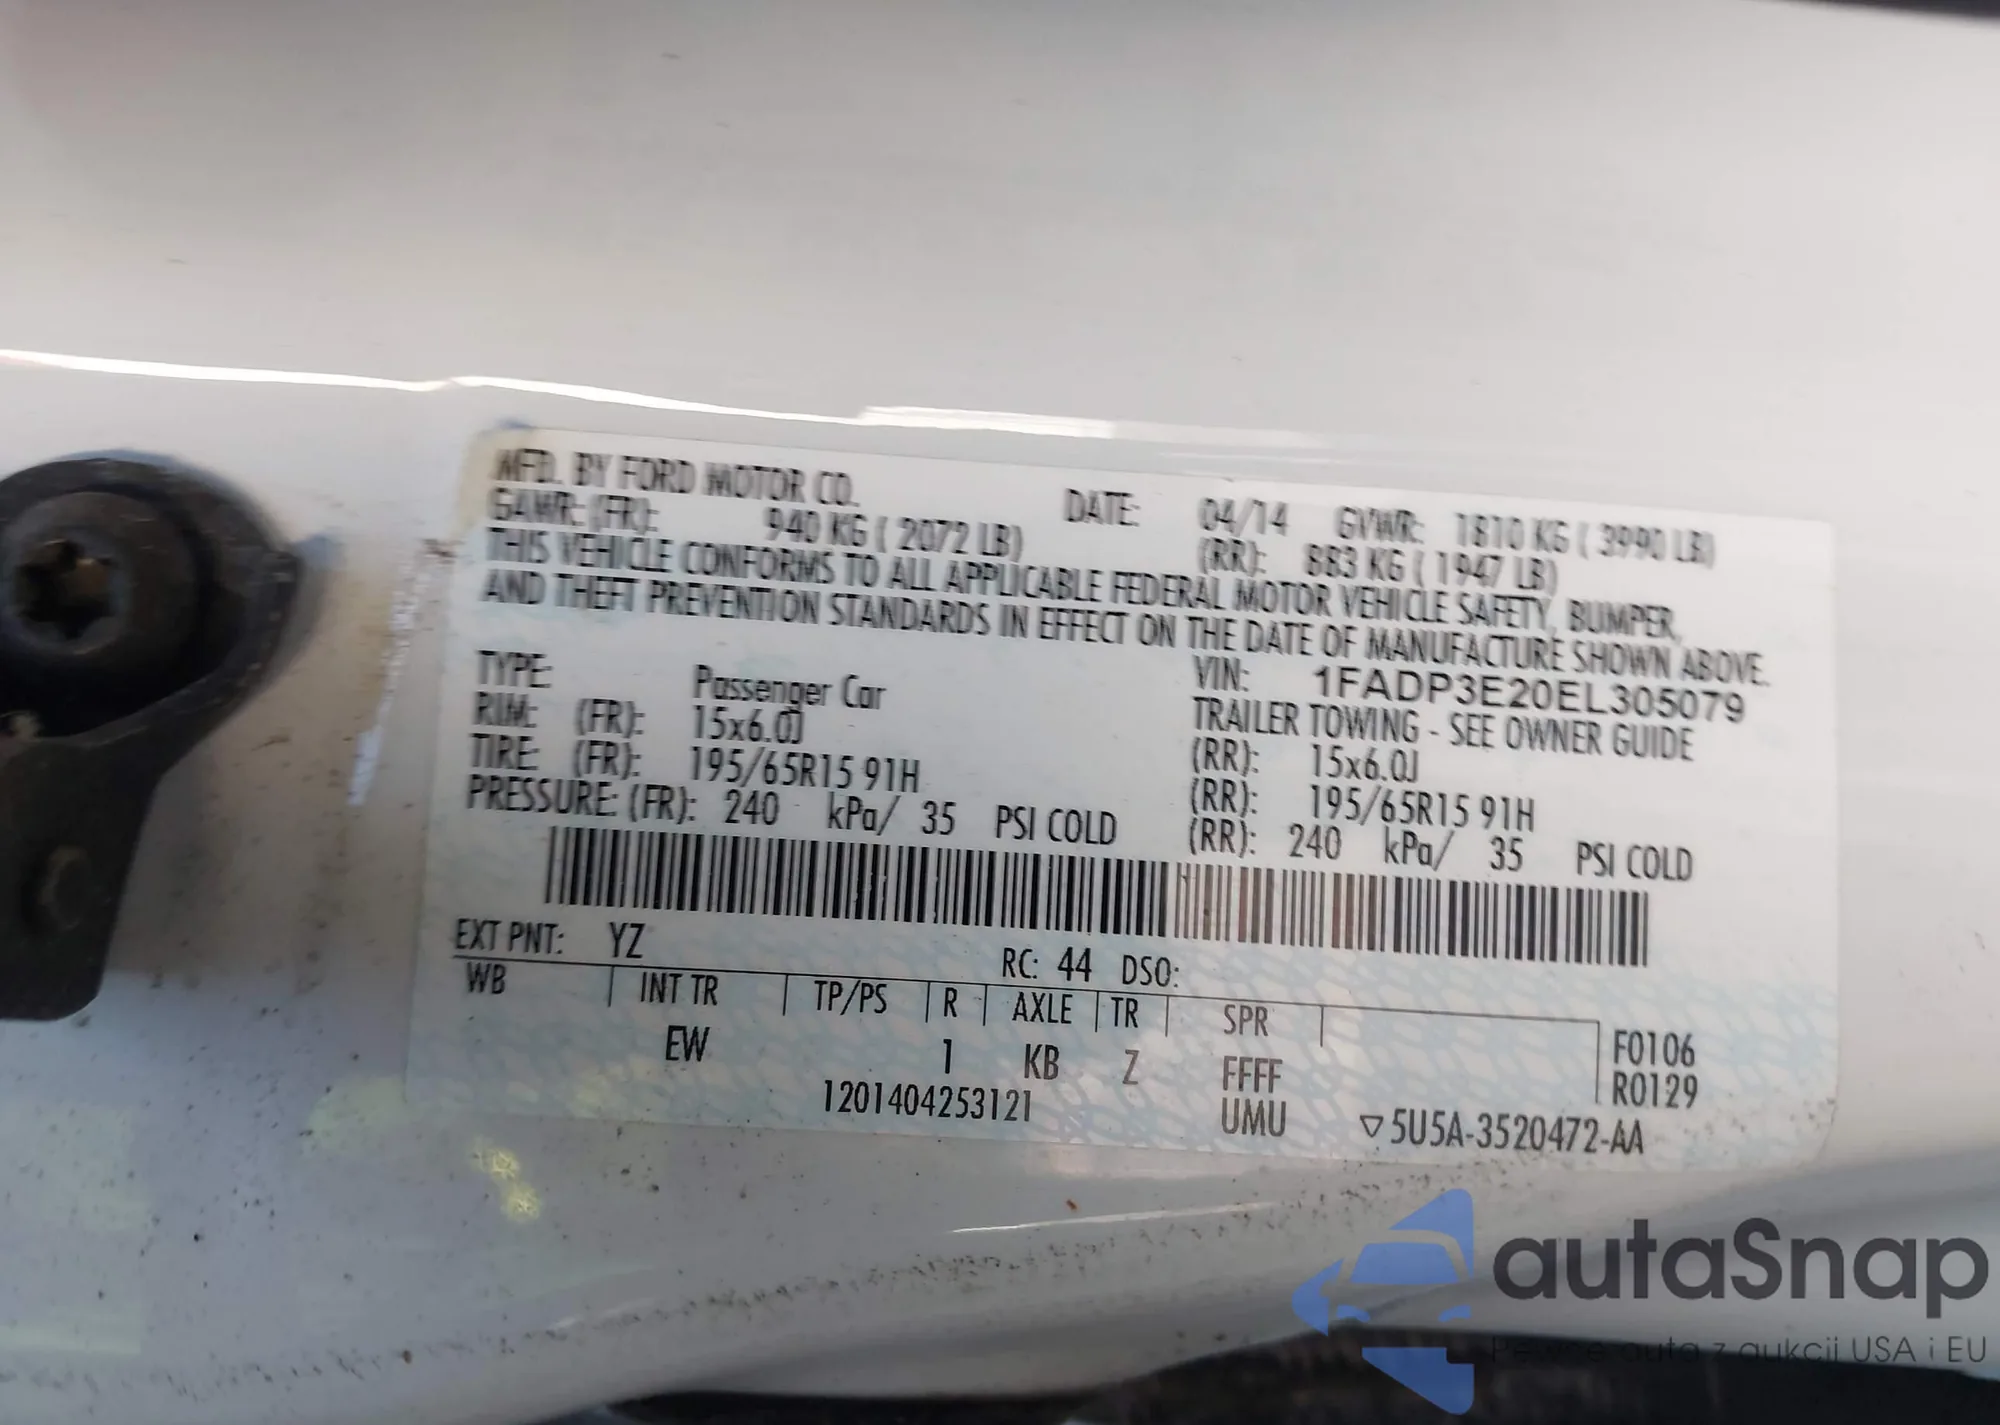 MFD. BY FORD MOTOR CO. DATE: 04/14 GVWR: 1810 KG ( 3990 LB)
GAWR: (FR): 940 KG ( 2072 LB) (RR): 883 KG ( 1947 LB)
THIS VEHICLE CONFORMS TO ALL APPLICABLE FEDERAL MOTOR VEHICLE SAFETY, BUMPER,
AND THEFT PREVENTION STANDARDS IN EFFECT ON THE DATE OF MANUFACTURE SHOWN ABOVE.
VIN: 1FADP3E20EL305079
TYPE: Passenger Car TRAILER TOWING - SEE OWNER GUIDE
RIM: (FR): 15x6.0J (RR): 15x6.0J
TIRE: (FR): 195/65R15 91H (RR): 195/65R15 91H
PRESSURE: (FR): 240 kPa/ 35 PSI COLD (RR): 240 kPa/ 35 PSI COLD
EXT PNT: YZ RC: 44 DSO:
WB INT TR TP/PS R AXLE TR SPR F0106
EW 1 KB Z FFFF R0129
1201404253121 UMU ▽5U5A-3520472-AA
autaSnap
Pewne auta z aukcji USA i EU